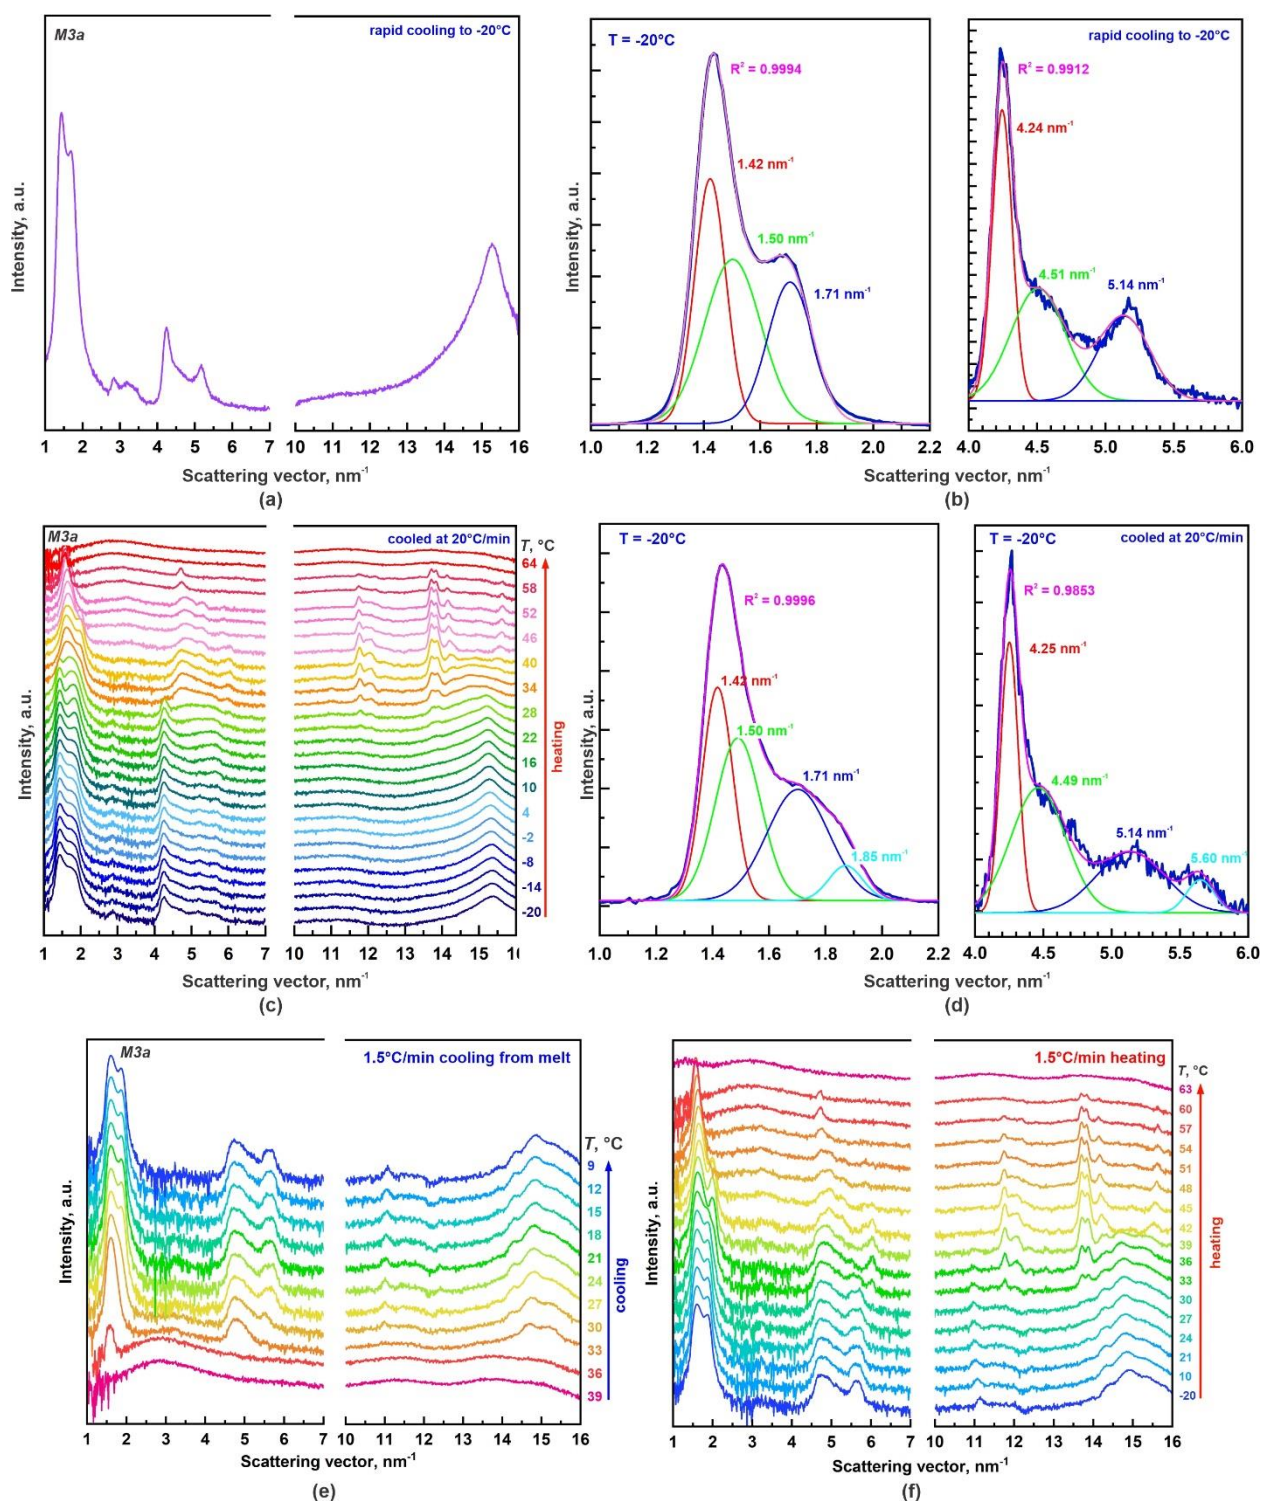 M3a
rapid cooling to -20°C
Intensity, a.u.
1 2 3 4 5 6 7 10 11 12 13 14 15 16
Scattering vector, nm-1
(a)
T = -20°C
rapid cooling to -20°C
R2 = 0.9994
R2 = 0.9912
1.42 nm-1
1.50 nm-1
1.71 nm-1
4.24 nm-1
4.51 nm-1
5.14 nm-1
Intensity, a.u.
1.0 1.2 1.4 1.6 1.8 2.0 2.2
4.0 4.5 5.0 5.5 6.0
Scattering vector, nm-1
(b)
M3a
cooled at 20°C/min
T, °C
64
58
52
46
40
34
28
22
16
10
4
-2
-8
-14
-20
heating
Intensity, a.u.
1 2 3 4 5 6 7 10 11 12 13 14 15 16
Scattering vector, nm-1
(c)
T = -20°C
T = -20°C
cooled at 20°C/min
R2 = 0.9996
R2 = 0.9853
1.42 nm-1
1.50 nm-1
1.71 nm-1
1.85 nm-1
4.25 nm-1
4.49 nm-1
5.14 nm-1
5.60 nm-1
Intensity, a.u.
1.0 1.2 1.4 1.6 1.8 2.0 2.2
4.0 4.5 5.0 5.5 6.0
Scattering vector, nm-1
(d)
M3a
1.5°C/min cooling from melt
T, °C
9
12
15
18
21
24
27
30
33
36
39
cooling
Intensity, a.u.
1 2 3 4 5 6 7 10 11 12 13 14 15 16
Scattering vector, nm-1
(e)
1.5°C/min heating
T, °C
63
60
57
54
51
48
45
42
39
36
33
30
27
24
21
10
-20
heating
Intensity, a.u.
1 2 3 4 5 6 7 10 11 12 13 14 15 16
Scattering vector, nm-1
(f)